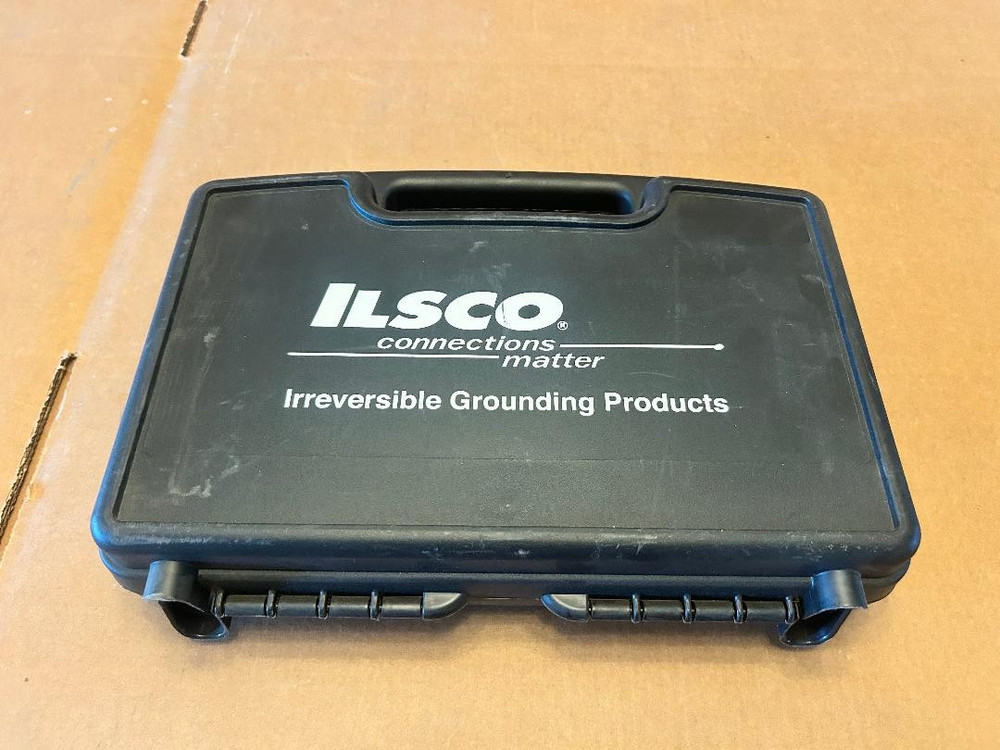 ILSCO®
connections
matter
Irreversible Grounding Products